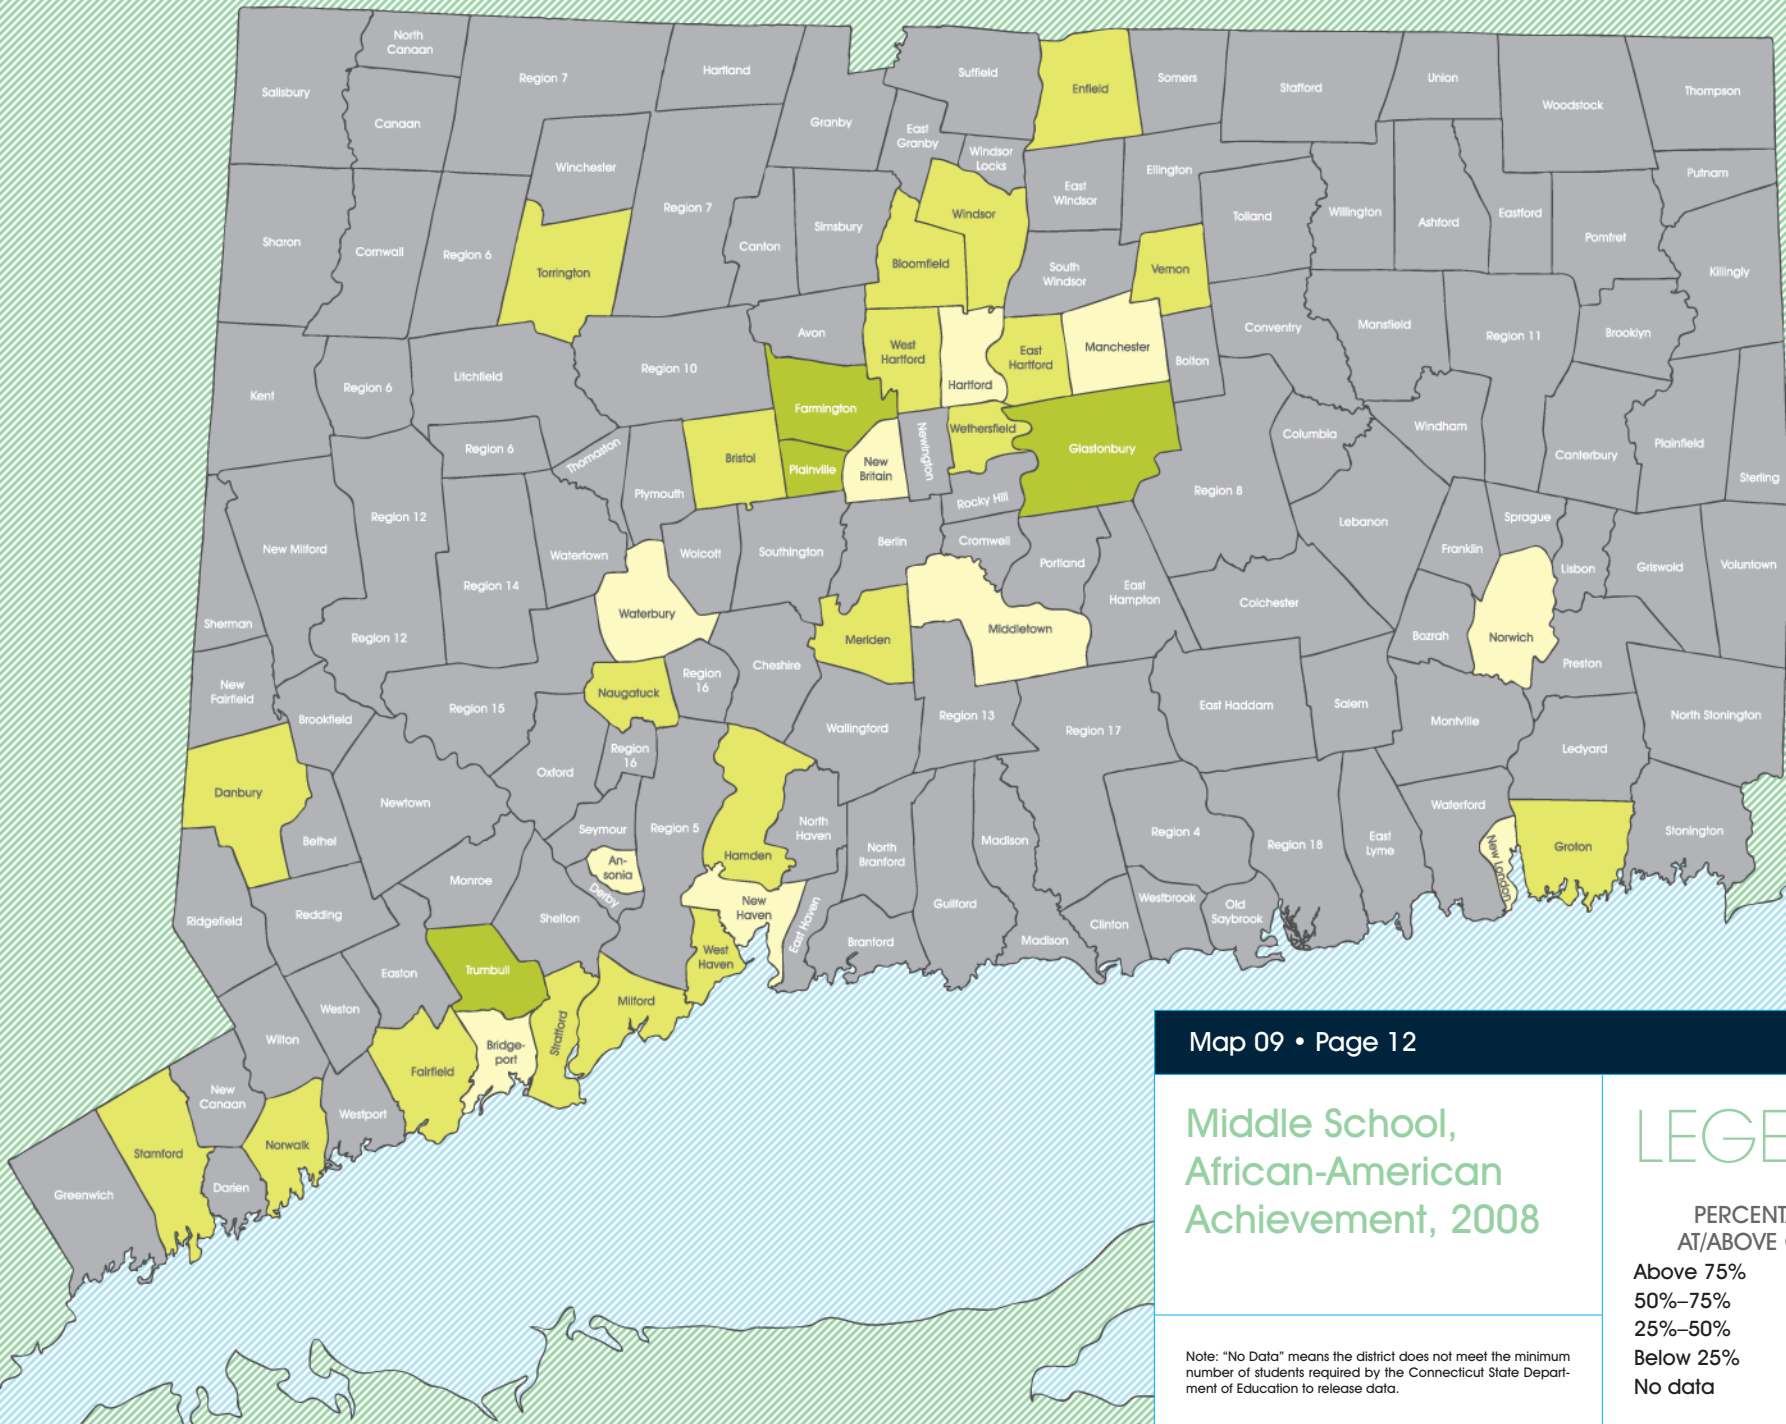 North
Canaan
Salisbury
Canaan
Region 7
Hartland
Granby
Suffield
East
Granby
Windsor
Locks
Enfield
Somers
Stafford
Union
Woodstock
Thompson
Winchester
Region 7
East
Windsor
Ellington
Putnam
Sharon
Cornwall
Region 6
Torrington
Canton
Simsbury
Windsor
Bloomfield
South
Windsor
Vernon
Tolland
Willington
Ashford
Eastford
Pomfret
Killingly
Kent
Region 6
Litchfield
Region 10
Avon
West
Hartford
Hartford
East
Hartford
Manchester
Bolton
Coventry
Mansfield
Region 11
Brooklyn
Farmington
Region 6
Thomaston
Plymouth
Bristol
Plainville
New
Britain
Newington
Wethersfield
Glastonbury
Rocky Hill
Region 8
Columbia
Windham
Canterbury
Plainfield
Sterling
New Milford
Region 12
Region 14
Watertown
Wolcott
Southington
Berlin
Cromwell
Portland
East
Hampton
Lebanon
Franklin
Sprague
Lisbon
Griswold
Voluntown
Sherman
Region 12
Waterbury
Meriden
Middletown
Colchester
Bozrah
Norwich
Preston
New
Fairfield
Brookfield
Region 15
Naugatuck
Region
16
Cheshire
Wallingford
Region 13
Region 17
East Haddam
Salem
Montville
North Stonington
Ledyard
Danbury
Bethel
Newtown
Oxford
Region
16
Seymour
Region 5
Hamden
North
Haven
North
Branford
Madison
Region 4
Region 18
East
Lyme
Waterford
New London
Groton
Stonington
Ridgefield
Redding
Monroe
Shelton
An-
sonia
Derby
New
Haven
East Haven
West
Haven
Branford
Guilford
Madison
Clinton
Westbrook
Old
Saybrook
Easton
Trumbull
Weston
Wilton
Milford
Stratford
Bridge-
port
Fairfield
New
Canaan
Westport
Norwalk
Stamford
Darien
Greenwich
Map 09 • Page 12
Middle School,
African-American
Achievement, 2008
Note: “No Data” means the district does not meet the minimum
number of students required by the Connecticut State Depart-
ment of Education to release data.
LEGE
PERCENT
AT/ABOVE
Above 75%
50%–75%
25%–50%
Below 25%
No data